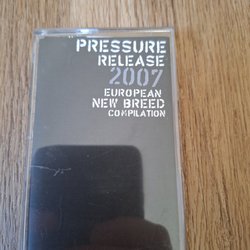 PRESSURE
RELEASE
2007
EUROPEAN
NEW BREED
COMPILATION